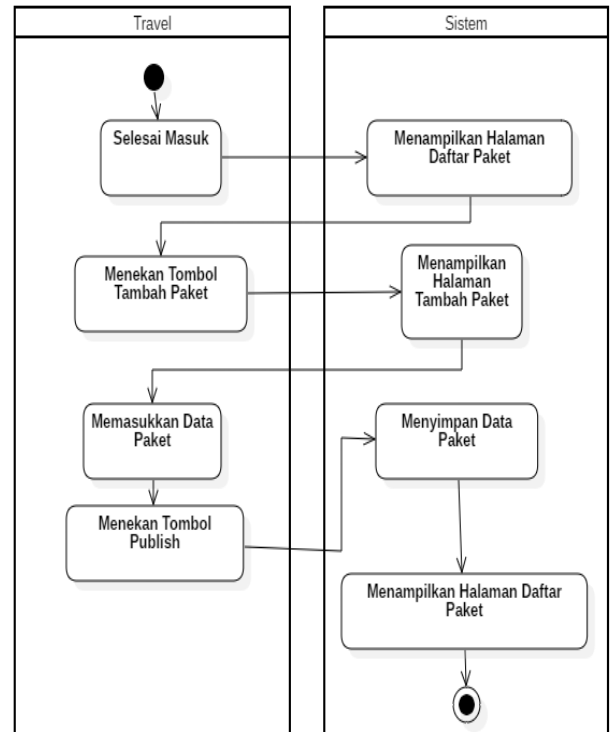 Travel
Sistem
Selesai Masuk
Menampilkan Halaman
Daftar Paket
Menekan Tombol
Tambah Paket
Menampilkan
Halaman
Tambah Paket
Memasukkan Data
Paket
Menekan Tombol
Publish
Menyimpan Data
Paket
Menampilkan Halaman Daftar
Paket